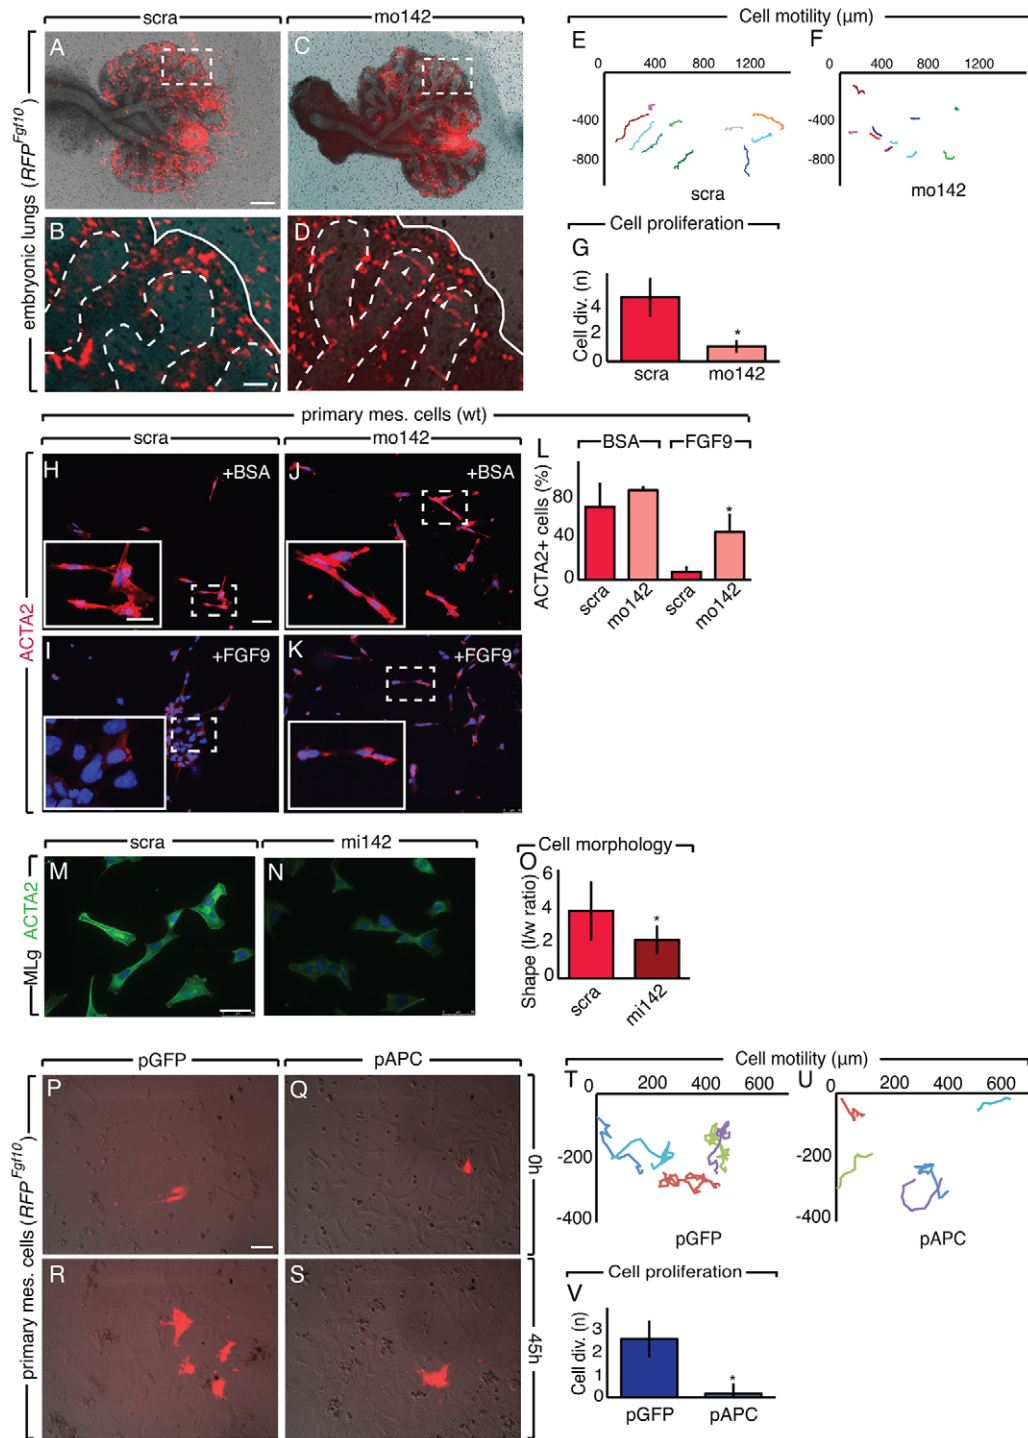 scra
mo142
embryonic lungs (RFP^Fgf10)
A
C
B
D
Cell motility (µm)
E
F
0 400 800 1200
0 400 800 1200
-400
-800
-400
-800
scra
mo142
Cell proliferation
G
Cell div. (n)
4
2
0
*
scra
mo142
primary mes. cells (wt)
scra
mo142
ACTA2
H
+BSA
J
+BSA
I
+FGF9
K
+FGF9
L
BSA
FGF9
ACTA2+ cells (%)
80
40
0
*
scra
mo142
scra
mo142
scra
mi142
MLg ACTA2
M
N
Cell morphology
O
Shape (l/w ratio)
6
4
2
0
*
scra
mi142
pGFP
pAPC
primary mes. cells (RFP^Fgf10)
P
Q
0h
R
S
45h
Cell motility (µm)
T
U
0 200 400 600
0 200 400 600
-200
-400
-200
-400
pGFP
pAPC
Cell proliferation
V
Cell div. (n)
3
2
1
0
*
pGFP
pAPC